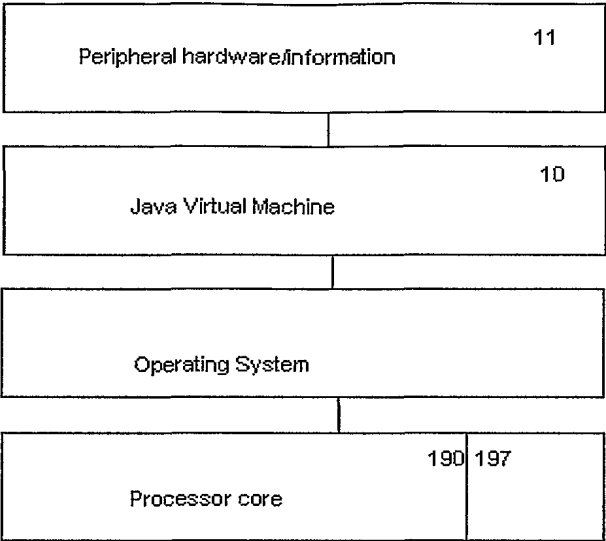 11
Peripheral hardware/information
10
Java Virtual Machine
Operating System
190 197
Processor core